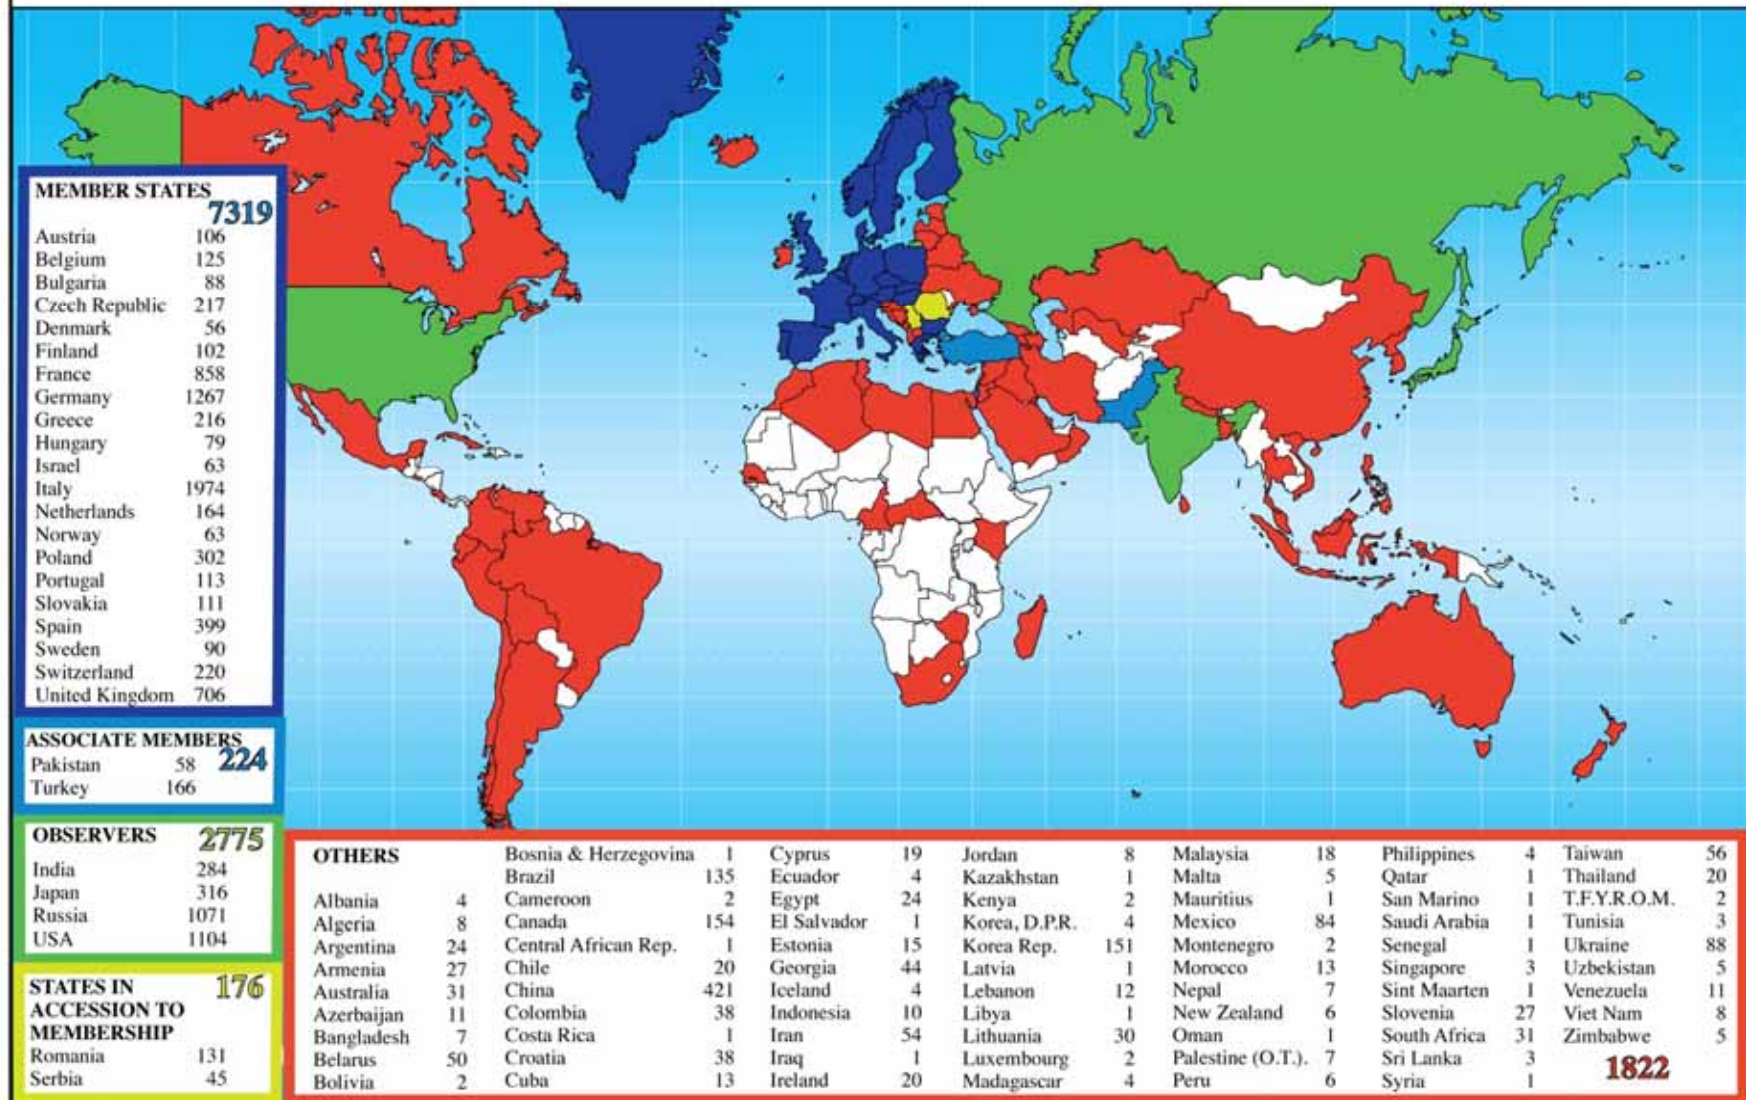 MEMBER STATES
7319
Austria 106
Belgium 125
Bulgaria 88
Czech Republic 217
Denmark 56
Finland 102
France 858
Germany 1267
Greece 216
Hungary 79
Israel 63
Italy 1974
Netherlands 164
Norway 63
Poland 302
Portugal 113
Slovakia 111
Spain 399
Sweden 90
Switzerland 220
United Kingdom 706
ASSOCIATE MEMBERS
224
Pakistan 58
Turkey 166
OBSERVERS 2775
India 284
Japan 316
Russia 1071
USA 1104
STATES IN 176
ACCESSION TO
MEMBERSHIP
Romania 131
Serbia 45
OTHERS
Albania 4
Algeria 8
Argentina 24
Armenia 27
Australia 31
Azerbaijan 11
Bangladesh 7
Belarus 50
Bolivia 2
Bosnia & Herzegovina 1
Brazil 135
Cameroon 2
Canada 154
Central African Rep. 1
Chile 20
China 421
Colombia 38
Costa Rica 1
Croatia 38
Cuba 13
Cyprus 19
Ecuador 4
Egypt 24
El Salvador 1
Estonia 15
Georgia 44
Iceland 4
Indonesia 10
Iran 54
Iraq 1
Ireland 20
Jordan 8
Kazakhstan 1
Kenya 2
Korea, D.P.R. 4
Korea Rep. 151
Latvia 1
Lebanon 12
Libya 1
Lithuania 30
Luxembourg 2
Madagascar 4
Malaysia 18
Malta 5
Mauritius 1
Mexico 84
Montenegro 2
Morocco 13
Nepal 7
New Zealand 6
Oman 1
Palestine (O.T.). 7
Peru 6
Philippines 4
Qatar 1
San Marino 1
Saudi Arabia 1
Senegal 1
Singapore 3
Sint Maarten 1
Slovenia 27
South Africa 31
Sri Lanka 3
Syria 1
Taiwan 56
Thailand 20
T.F.Y.R.O.M. 2
Tunisia 3
Ukraine 88
Uzbekistan 5
Venezuela 11
Viet Nam 8
Zimbabwe 5
1822